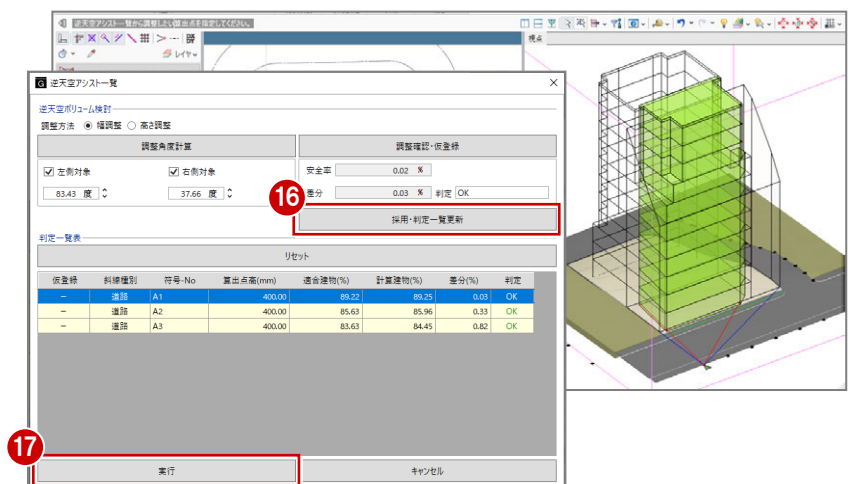 逆天空アシスト一覧から調整したい算出点を指定してください。
レイヤ
視点
G 逆天空アシスト一覧
逆天空ボリューム検討
調整方法 幅調整 高さ調整
調整角度計算
調整確認・仮登録
左側対象 右側対象
安全率 0.02 %
83.43 度 37.66 度
差分 0.03 % 判定 OK
16
採用・判定一覧更新
判定一覧表
リセット
仮登録 斜線種別 符号-No 算出点高(mm) 適合建物(%) 計算建物(%) 差分(%) 判定
－ 道路 A1 400.00 89.22 89.25 0.03 OK
－ 道路 A2 400.00 85.63 85.96 0.33 OK
－ 道路 A3 400.00 83.63 84.45 0.82 OK
17
実行
キャンセル